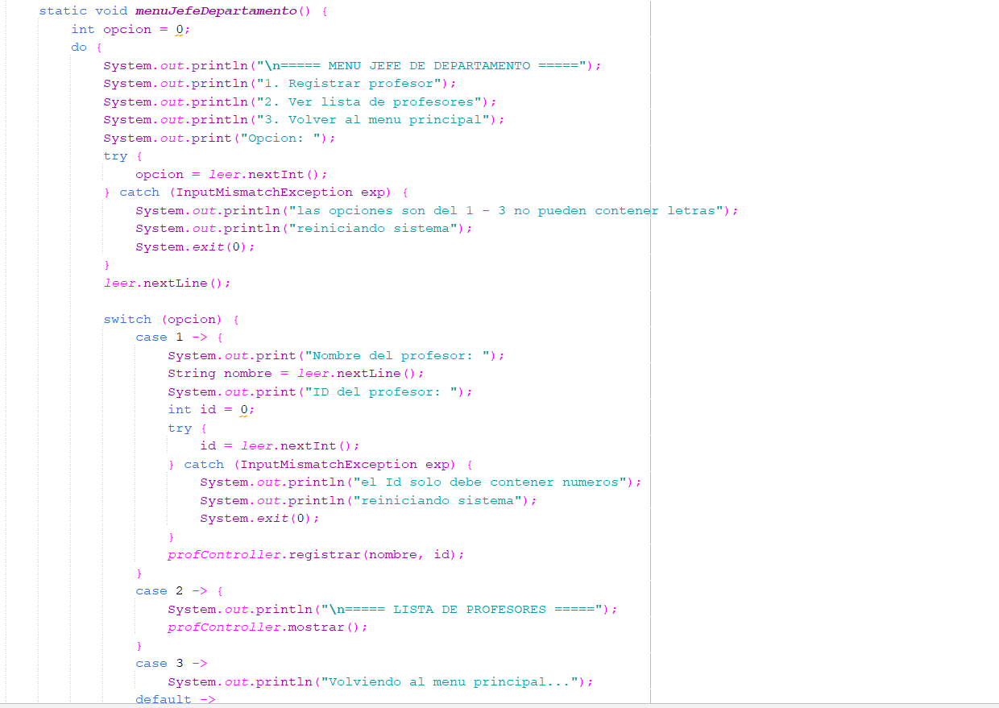 static void menuJefeDepartamento() {
    int opcion = 0;
    do {
        System.out.println("\n===== MENU JEFE DE DEPARTAMENTO =====");
        System.out.println("1. Registrar profesor");
        System.out.println("2. Ver lista de profesores");
        System.out.println("3. Volver al menu principal");
        System.out.print("Opcion: ");
        try {
            opcion = leer.nextInt();
        } catch (InputMismatchException exp) {
            System.out.println("las opciones son del 1 - 3 no pueden contener letras");
            System.out.println("reiniciando sistema");
            System.exit(0);
        }
        leer.nextLine();

        switch (opcion) {
            case 1 -> {
                System.out.print("Nombre del profesor: ");
                String nombre = leer.nextLine();
                System.out.print("ID del profesor: ");
                int id = 0;
                try {
                    id = leer.nextInt();
                } catch (InputMismatchException exp) {
                    System.out.println("el Id solo debe contener numeros");
                    System.out.println("reiniciando sistema");
                    System.exit(0);
                }
                profController.registrar(nombre, id);
            }
            case 2 -> {
                System.out.println("\n===== LISTA DE PROFESORES =====");
                profController.mostrar();
            }
            case 3 ->
                System.out.println("Volviendo al menu principal...");
            default ->